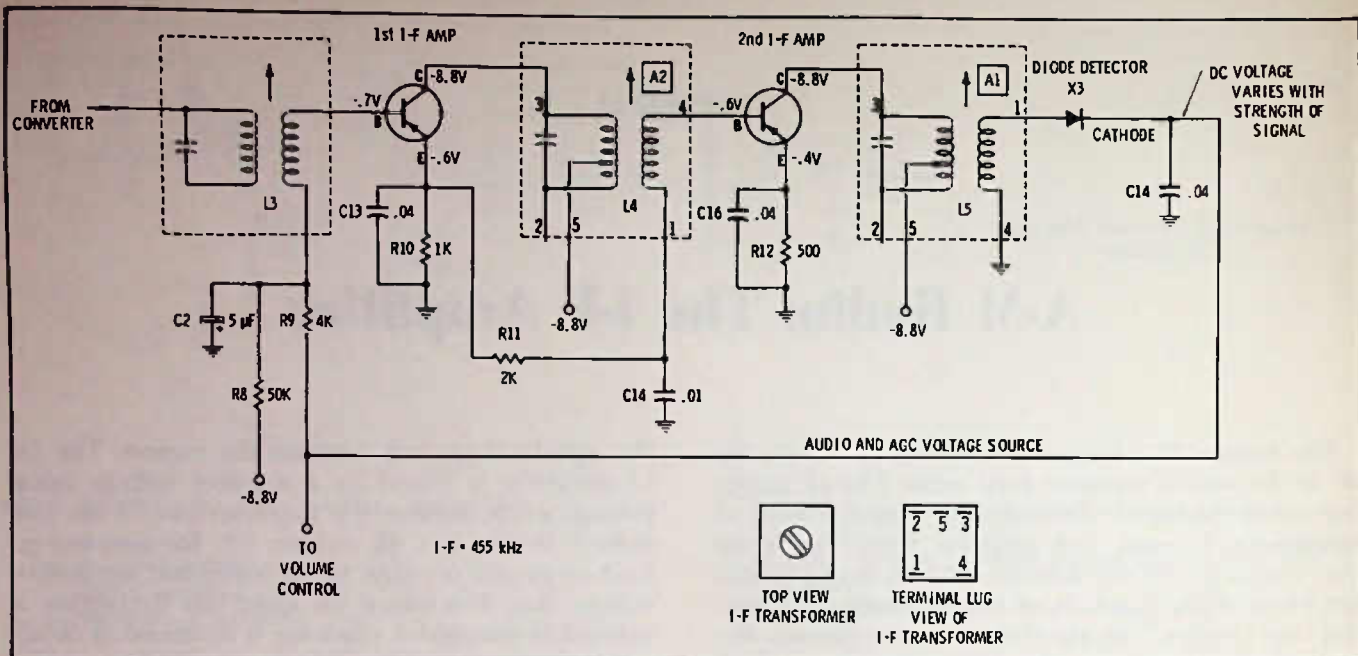 1st I-F AMP
2nd I-F AMP
FROM
CONVERTER
-.7V
B
C
-8.8V
E
-.6V
L3
C13
.04
R10
1K
C2
5 µF
R9
4K
R8
50K
-8.8V
TO
VOLUME
CONTROL
R11
2K
A2
3
4
L4
2
5
1
-8.8V
C14
.01
-.6V
B
C
-8.8V
E
-.4V
C16
.04
R12
500
A1
3
1
L5
2
5
4
-8.8V
DIODE DETECTOR
X3
CATHODE
DC VOLTAGE
VARIES WITH
STRENGTH OF
SIGNAL
C14
.04
AUDIO AND AGC VOLTAGE SOURCE
I-F = 455 kHz
TOP VIEW
I-F TRANSFORMER
2 5 3
1 4
TERMINAL LUG
VIEW OF
I-F TRANSFORMER